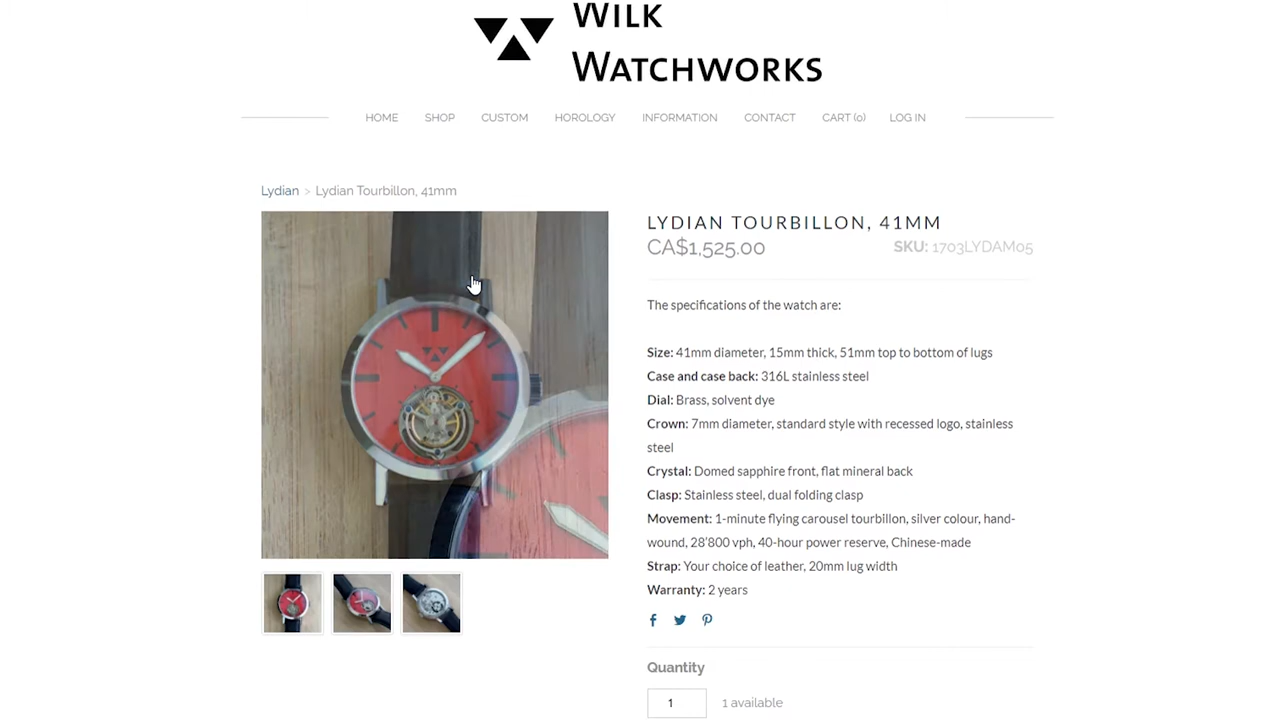 WILK
WATCHWORKS
HOME SHOP CUSTOM HOROLOGY INFORMATION CONTACT CART (0) LOG IN
Lydian > Lydian Tourbillon, 41mm
LYDIAN TOURBILLON, 41MM
CA$1,525.00 SKU: 1703LYDAM05
The specifications of the watch are:
Size: 41mm diameter, 15mm thick, 51mm top to bottom of lugs
Case and case back: 316L stainless steel
Dial: Brass, solvent dye
Crown: 7mm diameter, standard style with recessed logo, stainless
steel
Crystal: Domed sapphire front, flat mineral back
Clasp: Stainless steel, dual folding clasp
Movement: 1-minute flying carousel tourbillon, silver colour, hand-
wound, 28'800 vph, 40-hour power reserve, Chinese-made
Strap: Your choice of leather, 20mm lug width
Warranty: 2 years
Quantity
1 1 available